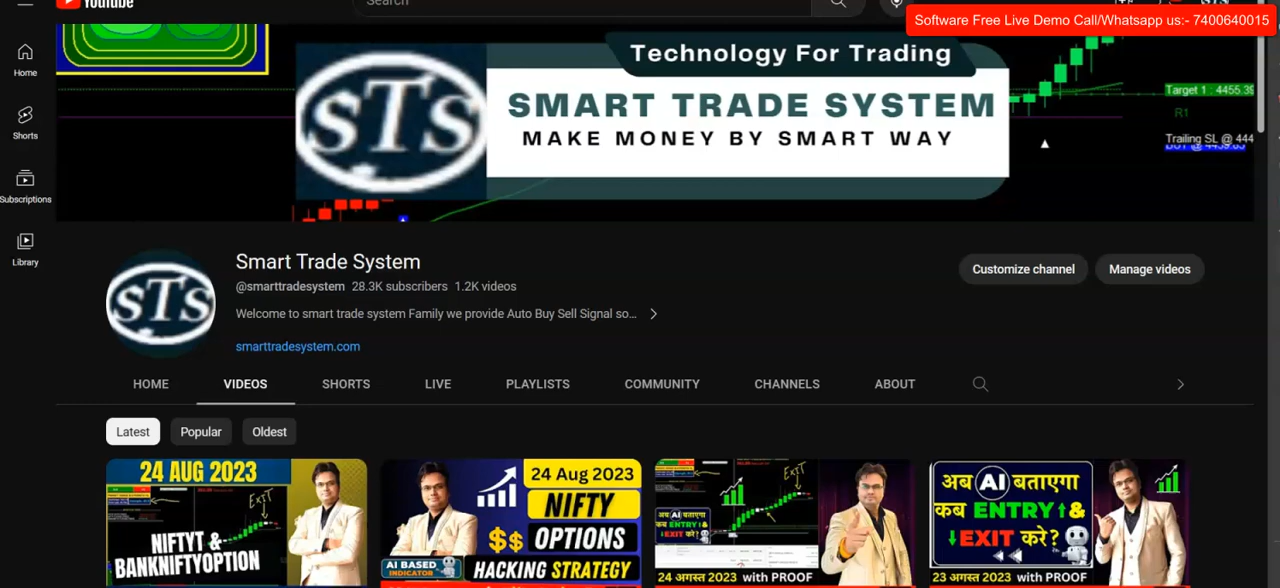 YouTube
Search
Software Free Live Demo Call/Whatsapp us:- 7400640015
Home
Shorts
Subscriptions
Library
Technology For Trading
STS
SMART TRADE SYSTEM
MAKE MONEY BY SMART WAY
Target 1 : 4455.39
R1
Trailing SL @ 444
STS
Smart Trade System
@smarttradesystem 28.3K subscribers 1.2K videos
Welcome to smart trade system Family we provide Auto Buy Sell Signal so...
smarttradesystem.com
Customize channel
Manage videos
HOME VIDEOS SHORTS LIVE PLAYLISTS COMMUNITY CHANNELS ABOUT
Latest Popular Oldest
24 AUG 2023
EXIT
NIFTYT &
BANKNIFTYOPTION
24 Aug 2023
NIFTY
$$ OPTIONS
AI BASED
INDICATOR
HACKING STRATEGY
EXIT
अब AI बताएगा
कब ENTRY &
EXIT करे?
24 अगस्त 2023 with PROOF
अब AI बताएगा
कब ENTRY &
EXIT करे?
23 अगस्त 2023 with PROOF